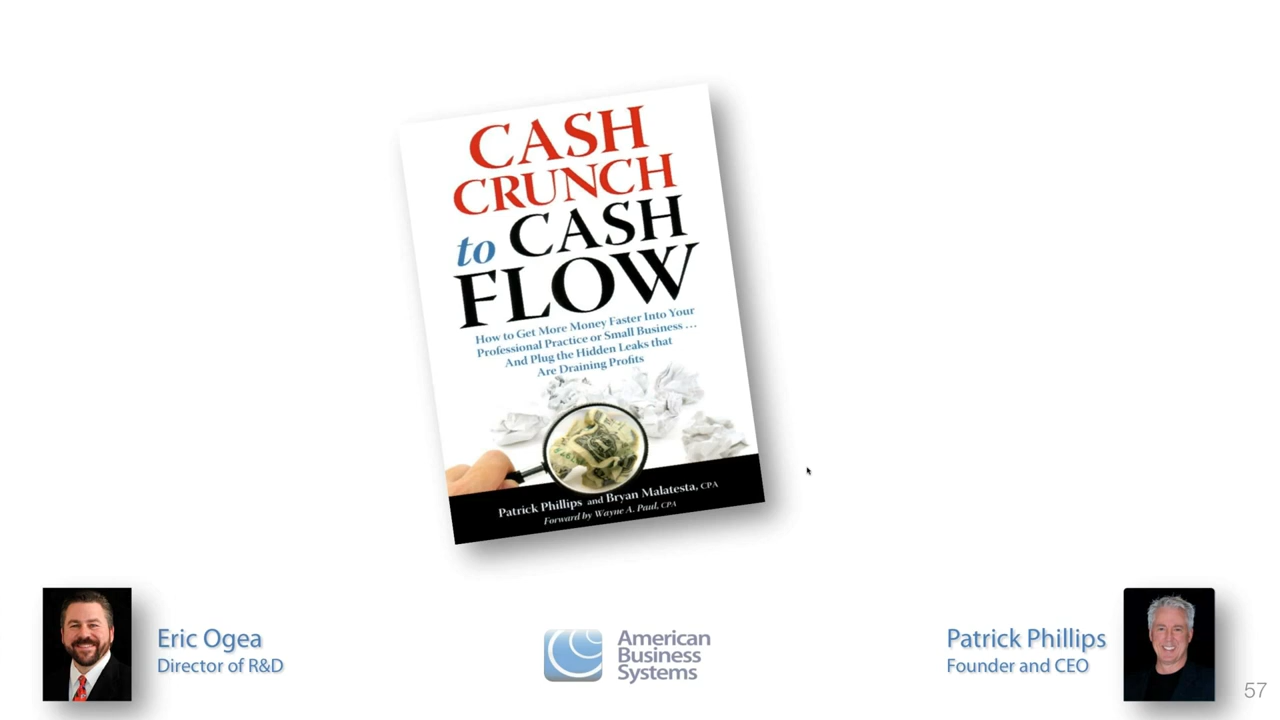 CASH
CRUNCH
to CASH
FLOW
How to Get More Money Faster Into Your
Professional Practice or Small Business ...
And Plug the Hidden Leaks that
Are Draining Profits
Patrick Phillips and Bryan Malatesta, CPA
Forward by Wayne A. Paul, CPA
Eric Ogea
Director of R&D
American
Business
Systems
Patrick Phillips
Founder and CEO
57